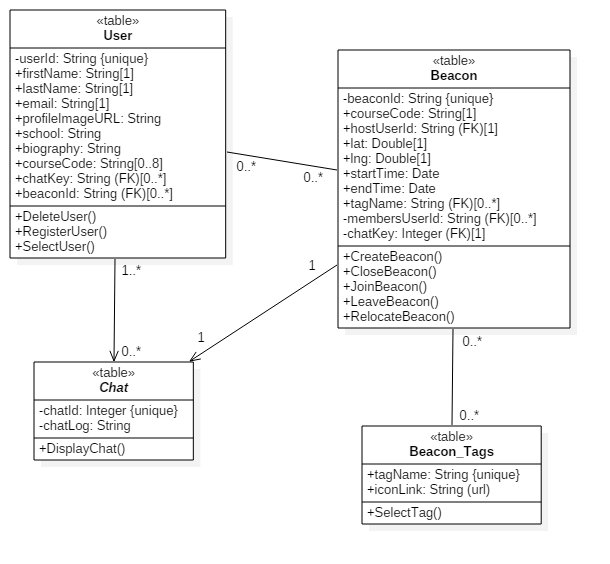 «table»
User
-userId: String {unique}
+firstName: String[1]
+lastName: String[1]
+email: String[1]
+profileImageURL: String
+school: String
+biography: String
+courseCode: String[0..8]
+chatKey: String (FK)[0..*]
+beaconId: String (FK)[0..*]
+DeleteUser()
+RegisterUser()
+SelectUser()
«table»
Beacon
-beaconId: String {unique}
+courseCode: String[1]
+hostUserId: String (FK)[1]
+lat: Double[1]
+lng: Double[1]
+startTime: Date
+endTime: Date
+tagName: String (FK)[0..*]
-membersUserId: String (FK)[0..*]
-chatKey: Integer (FK)[1]
+CreateBeacon()
+CloseBeacon()
+JoinBeacon()
+LeaveBeacon()
+RelocateBeacon()
0..*
0..*
1..*
0..*
1
1
0..*
0..*
«table»
Chat
-chatId: Integer {unique}
-chatLog: String
+DisplayChat()
«table»
Beacon_Tags
+tagName: String {unique}
+iconLink: String (url)
+SelectTag()